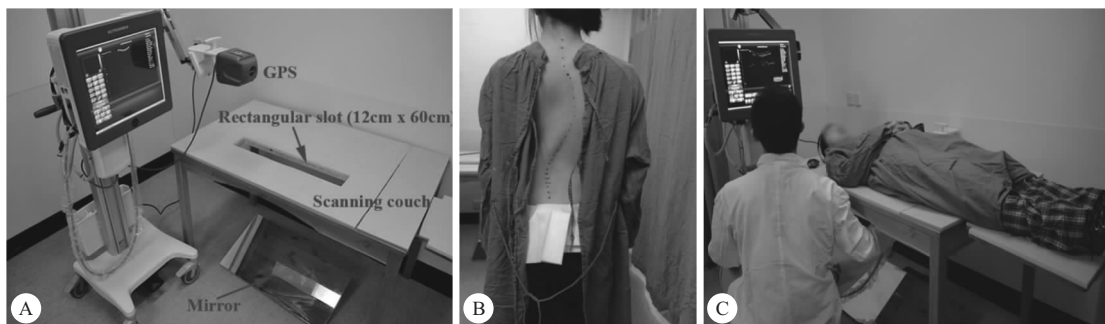 GPS
Rectangular slot (12cm x 60cm)
Scanning couch
Mirror
A
B
C